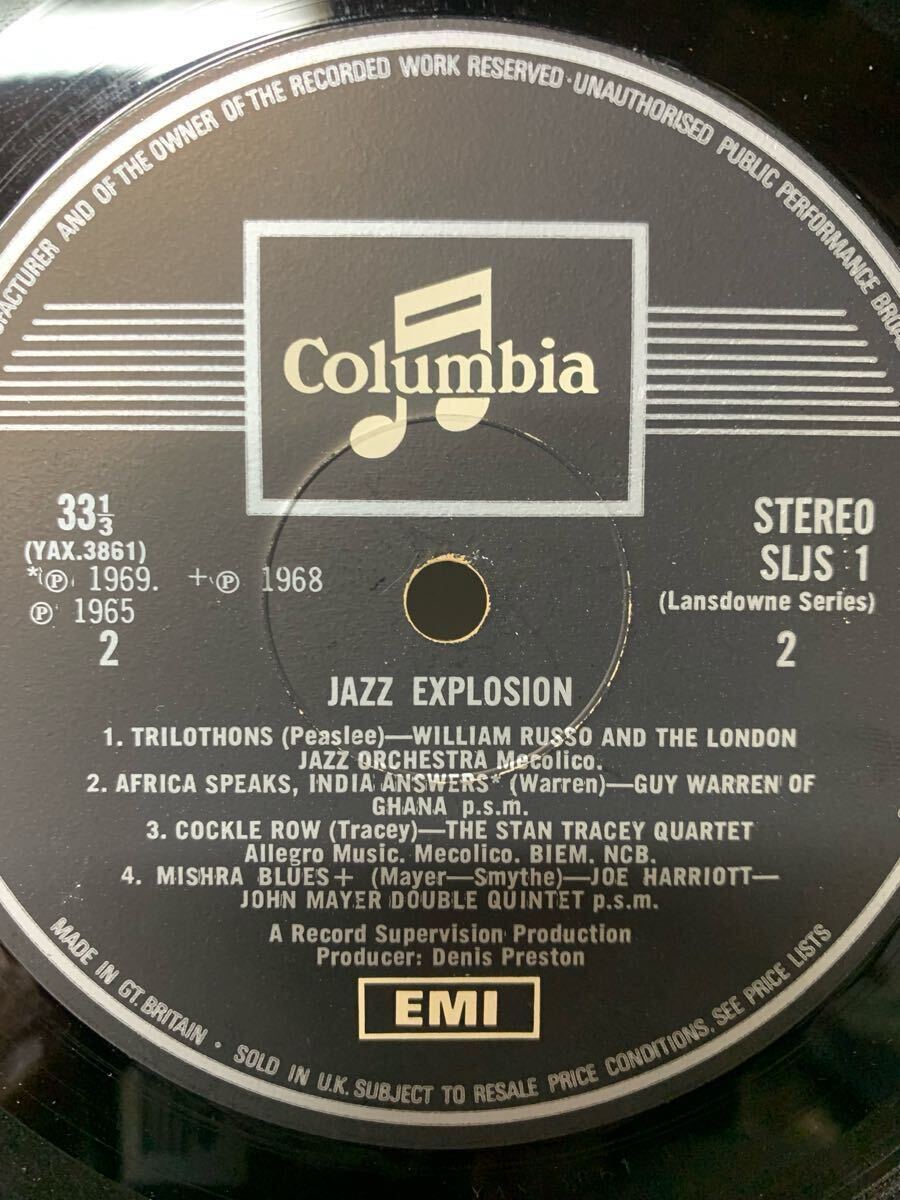 UFACTURER AND OF THE OWNER OF THE RECORDED WORK RESERVED · UNAUTHORISED PUBLIC PERFORMANCE BROA
Columbia
33⅓
(YAX.3861)
*℗ 1969. +℗ 1968
℗ 1965
2
STEREO
SLJS 1
(Lansdowne Series)
2
JAZZ EXPLOSION
1. TRILOTHONS (Peaslee)—WILLIAM RUSSO AND THE LONDON
JAZZ ORCHESTRA Mecolico.
2. AFRICA SPEAKS, INDIA ANSWERS* (Warren)—GUY WARREN OF
GHANA p.s.m.
3. COCKLE ROW (Tracey)—THE STAN TRACEY QUARTET
Allegro Music. Mecolico. BIEM. NCB.
4. MISHRA BLUES+ (Mayer—Smythe)—JOE HARRIOTT—
JOHN MAYER DOUBLE QUINTET p.s.m.
A Record Supervision Production
Producer: Denis Preston
EMI
MADE IN GT. BRITAIN · SOLD IN U.K. SUBJECT TO RESALE PRICE CONDITIONS. SEE PRICE LISTS